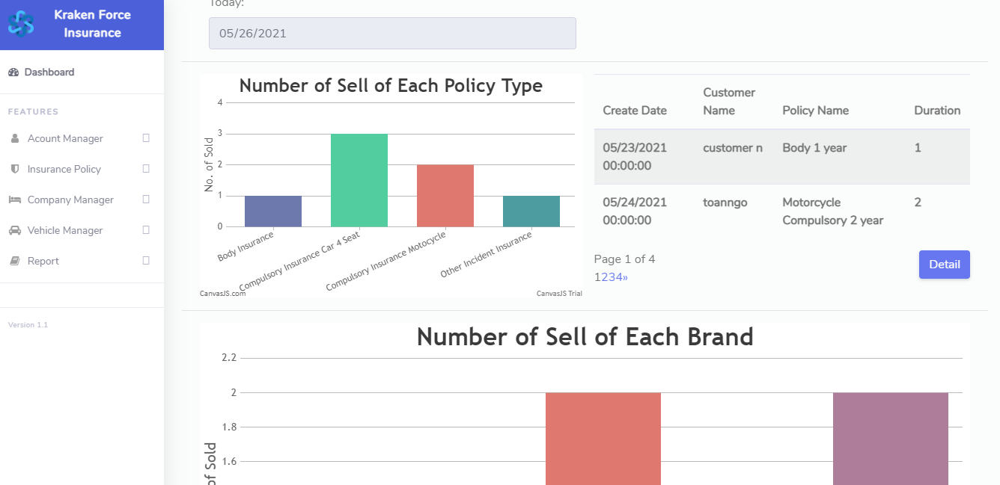 Kraken Force
Insurance
Dashboard
FEATURES
Acount Manager
Insurance Policy
Company Manager
Vehicle Manager
Report
Version 1.1
Today:
05/26/2021
Number of Sell of Each Policy Type
No. of Sold
4
3
2
1
0
Body Insurance
Compulsory Insurance Car 4 Seat
Compulsory Insurance Motocycle
Other Incident Insurance
CanvasJS.com
CanvasJS Trial
Create Date Customer Name Policy Name Duration
05/23/2021 00:00:00 customer n Body 1 year 1
05/24/2021 00:00:00 toanngo Motorcycle Compulsory 2 year 2
Page 1 of 4
1234»
Detail
Number of Sell of Each Brand
2.2
2
1.8
1.6
of Sold